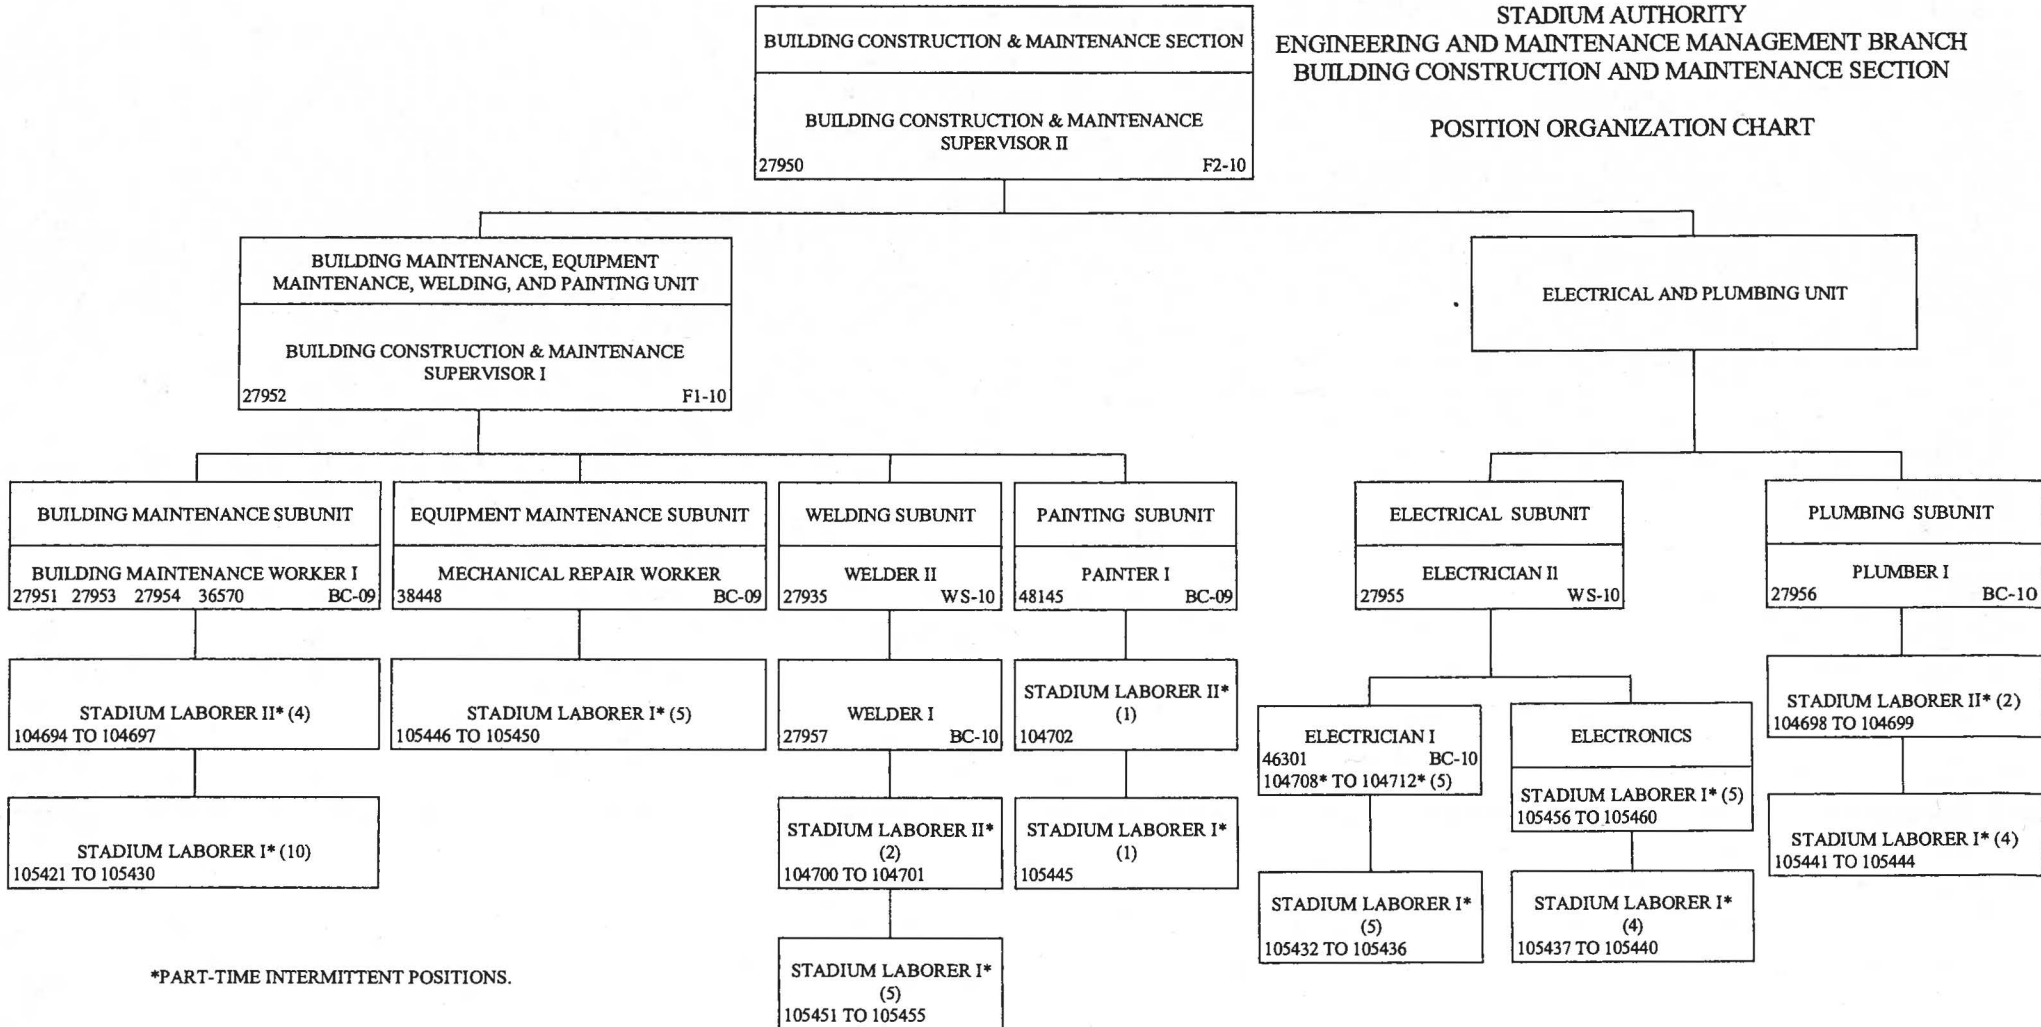 STADIUM AUTHORITY
ENGINEERING AND MAINTENANCE MANAGEMENT BRANCH
BUILDING CONSTRUCTION AND MAINTENANCE SECTION
POSITION ORGANIZATION CHART
BUILDING CONSTRUCTION & MAINTENANCE SECTION
BUILDING CONSTRUCTION & MAINTENANCE
SUPERVISOR II
27950 F2-10
BUILDING MAINTENANCE, EQUIPMENT
MAINTENANCE, WELDING, AND PAINTING UNIT
BUILDING CONSTRUCTION & MAINTENANCE
SUPERVISOR I
27952 F1-10
ELECTRICAL AND PLUMBING UNIT
BUILDING MAINTENANCE SUBUNIT
BUILDING MAINTENANCE WORKER I
27951 27953 27954 36570 BC-09
STADIUM LABORER II* (4)
104694 TO 104697
STADIUM LABORER I* (10)
105421 TO 105430
EQUIPMENT MAINTENANCE SUBUNIT
MECHANICAL REPAIR WORKER
38448 BC-09
STADIUM LABORER I* (5)
105446 TO 105450
WELDING SUBUNIT
WELDER II
27935 WS-10
WELDER I
27957 BC-10
STADIUM LABORER II*
(2)
104700 TO 104701
STADIUM LABORER I*
(5)
105451 TO 105455
PAINTING SUBUNIT
PAINTER I
48145 BC-09
STADIUM LABORER II*
(1)
104702
STADIUM LABORER I*
(1)
105445
ELECTRICAL SUBUNIT
ELECTRICIAN II
27955 WS-10
ELECTRICIAN I
46301 BC-10
104708* TO 104712* (5)
STADIUM LABORER I*
(5)
105432 TO 105436
ELECTRONICS
STADIUM LABORER I* (5)
105456 TO 105460
STADIUM LABORER I*
(4)
105437 TO 105440
PLUMBING SUBUNIT
PLUMBER I
27956 BC-10
STADIUM LABORER II* (2)
104698 TO 104699
STADIUM LABORER I* (4)
105441 TO 105444
*PART-TIME INTERMITTENT POSITIONS.